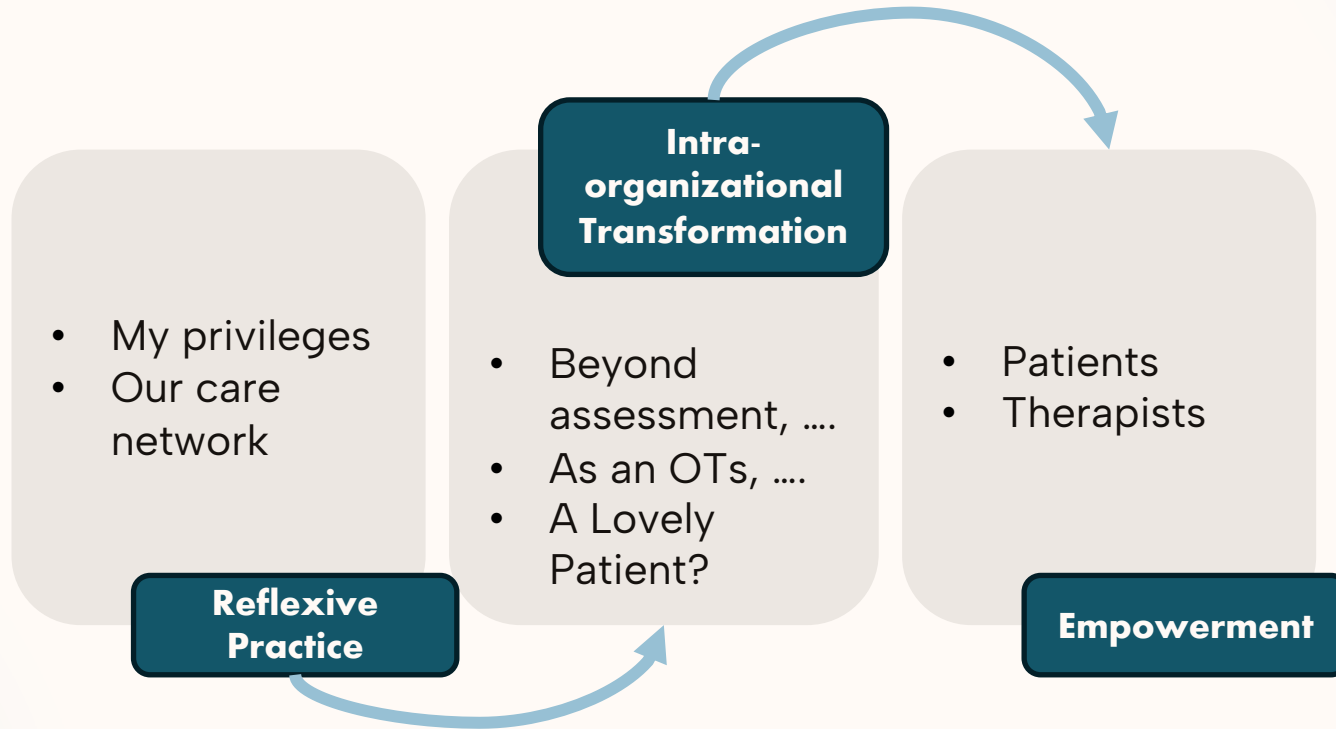 • My privileges
• Our care
network
Reflexive
Practice
Intra-
organizational
Transformation
• Beyond
assessment, ....
• As an OTs, ....
• A Lovely
Patient?
• Patients
• Therapists
Empowerment